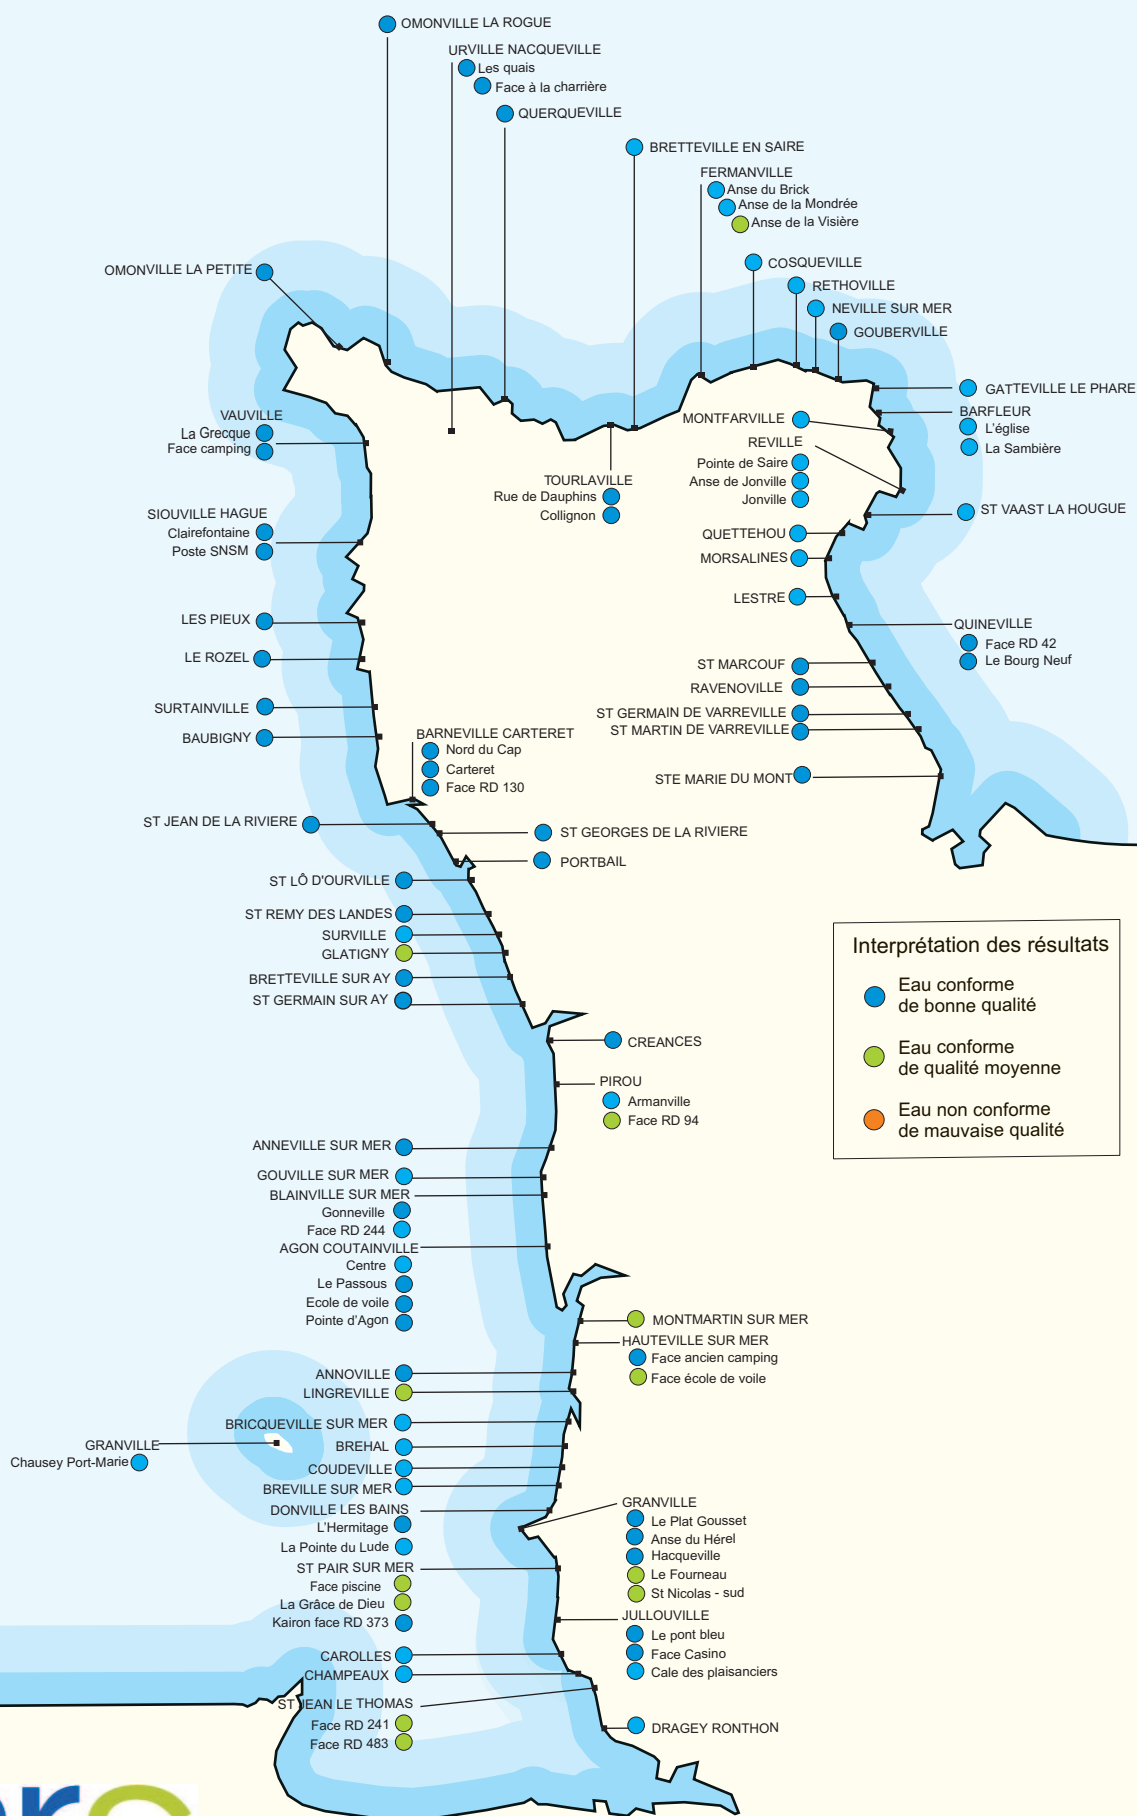 OMONVILLE LA ROGUE
URVILLE NACQUEVILLE
Les quais
Face à la charrière
QUERQUEVILLE
BRETTEVILLE EN SAIRE
FERMANVILLE
Anse du Brick
Anse de la Mondrée
Anse de la Visière
OMONVILLE LA PETITE
COSQUEVILLE
RETHOVILLE
NEVILLE SUR MER
GOUBERVILLE
GATTEVILLE LE PHARE
BARFLEUR
L'église
La Sambière
VAUVILLE
La Grecque
Face camping
MONTFARVILLE
REVILLE
Pointe de Saire
Anse de Jonville
Jonville
TOURLAVILLE
Rue de Dauphins
Collignon
ST VAAST LA HOUGUE
SIOUVILLE HAGUE
Clairefontaine
Poste SNSM
QUETTEHOU
MORSALINES
LESTRE
LES PIEUX
QUINEVILLE
Face RD 42
Le Bourg Neuf
LE ROZEL
ST MARCOUF
RAVENOVILLE
SURTAINVILLE
ST GERMAIN DE VARREVILLE
ST MARTIN DE VARREVILLE
BAUBIGNY
BARNEVILLE CARTERET
Nord du Cap
Carteret
Face RD 130
STE MARIE DU MONT
ST JEAN DE LA RIVIERE
ST GEORGES DE LA RIVIERE
PORTBAIL
ST LÔ D'OURVILLE
ST REMY DES LANDES
SURVILLE
GLATIGNY
BRETTEVILLE SUR AY
ST GERMAIN SUR AY
Interprétation des résultats
Eau conforme
de bonne qualité
Eau conforme
de qualité moyenne
Eau non conforme
de mauvaise qualité
CREANCES
PIROU
Armanville
Face RD 94
ANNEVILLE SUR MER
GOUVILLE SUR MER
BLAINVILLE SUR MER
Gonneville
Face RD 244
AGON COUTAINVILLE
Centre
Le Passous
Ecole de voile
Pointe d'Agon
MONTMARTIN SUR MER
HAUTEVILLE SUR MER
Face ancien camping
Face école de voile
ANNOVILLE
LINGREVILLE
BRICQUEVILLE SUR MER
GRANVILLE
Chausey Port-Marie
BREHAL
COUDEVILLE
BREVILLE SUR MER
DONVILLE LES BAINS
L'Hermitage
La Pointe du Lude
GRANVILLE
Le Plat Gousset
Anse du Hérel
Hacqueville
Le Fourneau
St Nicolas - sud
ST PAIR SUR MER
Face piscine
La Grâce de Dieu
Kairon face RD 373
JULLOUVILLE
Le pont bleu
Face Casino
Cale des plaisanciers
CAROLLES
CHAMPEAUX
ST JEAN LE THOMAS
Face RD 241
Face RD 483
DRAGEY RONTHON